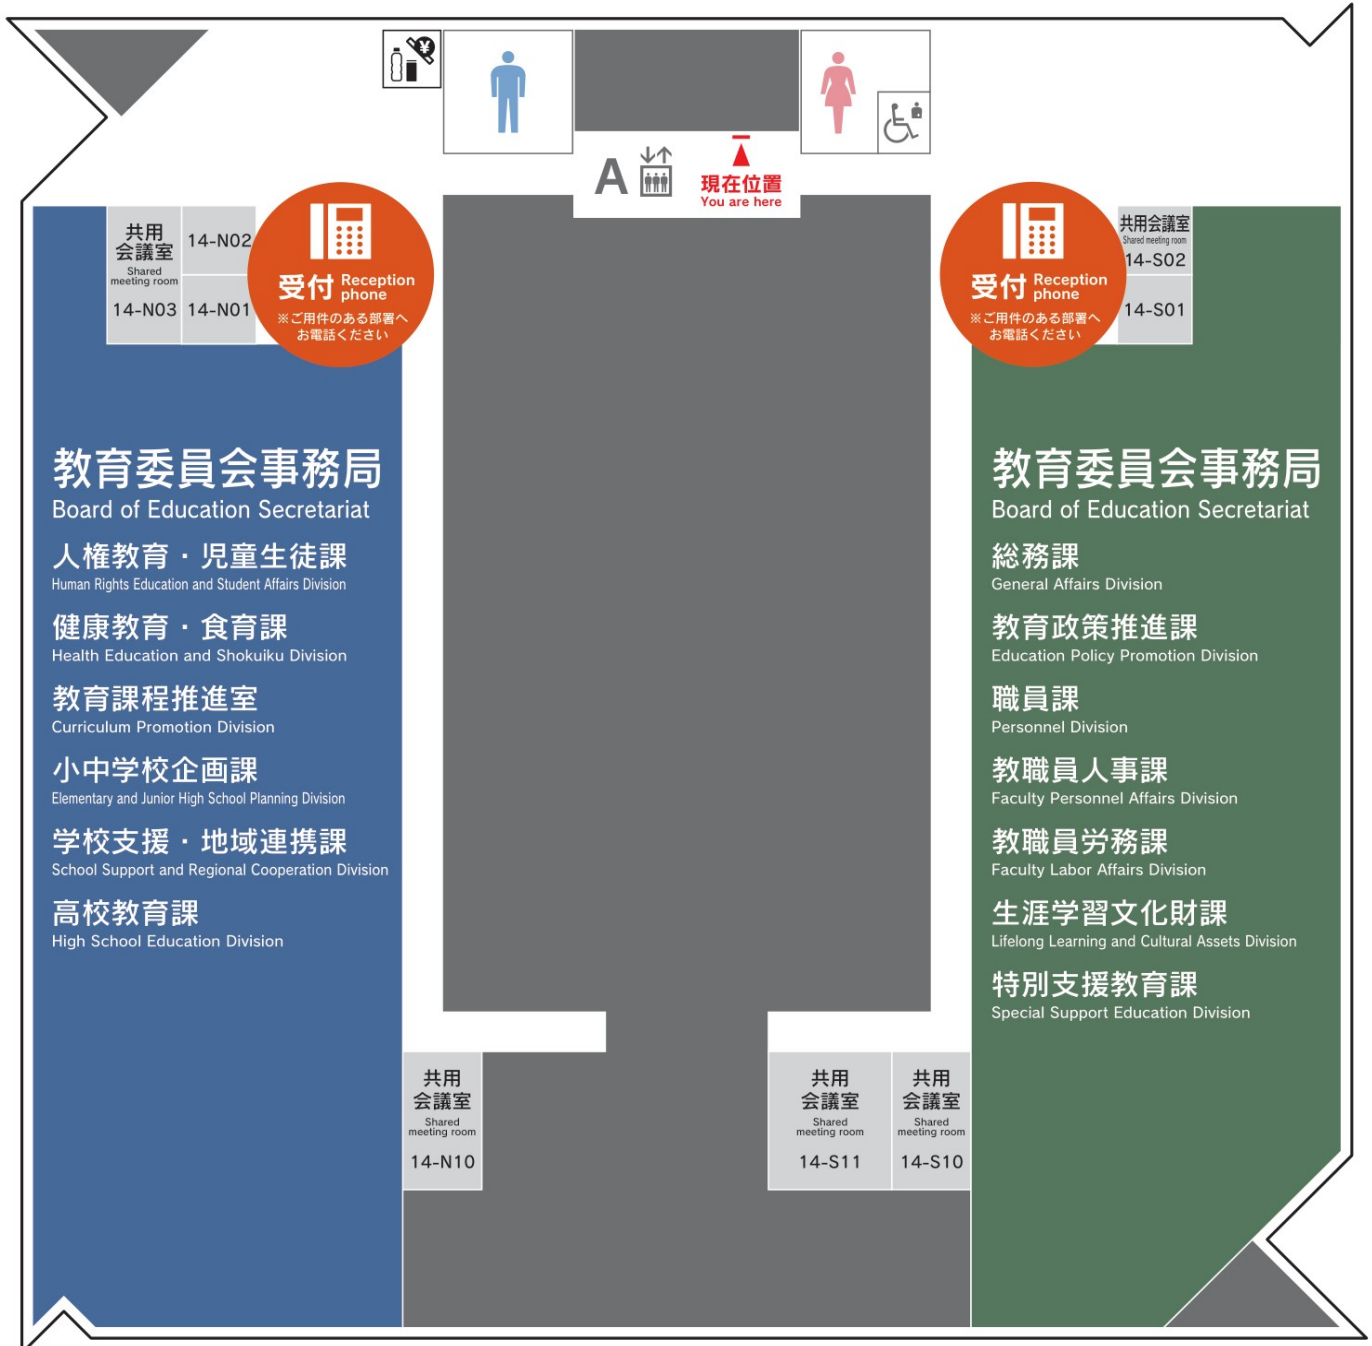 ¥
A
現在位置
You are here
共用
会議室
Shared
meeting room
14-N03
14-N02
14-N01
受付 Reception
phone
※ご用件のある部署へ
お電話ください
受付 Reception
phone
※ご用件のある部署へ
お電話ください
共用会議室
Shared meeting room
14-S02
14-S01
教育委員会事務局
Board of Education Secretariat
人権教育・児童生徒課
Human Rights Education and Student Affairs Division
健康教育・食育課
Health Education and Shokuiku Division
教育課程推進室
Curriculum Promotion Division
小中学校企画課
Elementary and Junior High School Planning Division
学校支援・地域連携課
School Support and Regional Cooperation Division
高校教育課
High School Education Division
教育委員会事務局
Board of Education Secretariat
総務課
General Affairs Division
教育政策推進課
Education Policy Promotion Division
職員課
Personnel Division
教職員人事課
Faculty Personnel Affairs Division
教職員労務課
Faculty Labor Affairs Division
生涯学習文化財課
Lifelong Learning and Cultural Assets Division
特別支援教育課
Special Support Education Division
共用
会議室
Shared
meeting room
14-N10
共用
会議室
Shared
meeting room
14-S11
共用
会議室
Shared
meeting room
14-S10